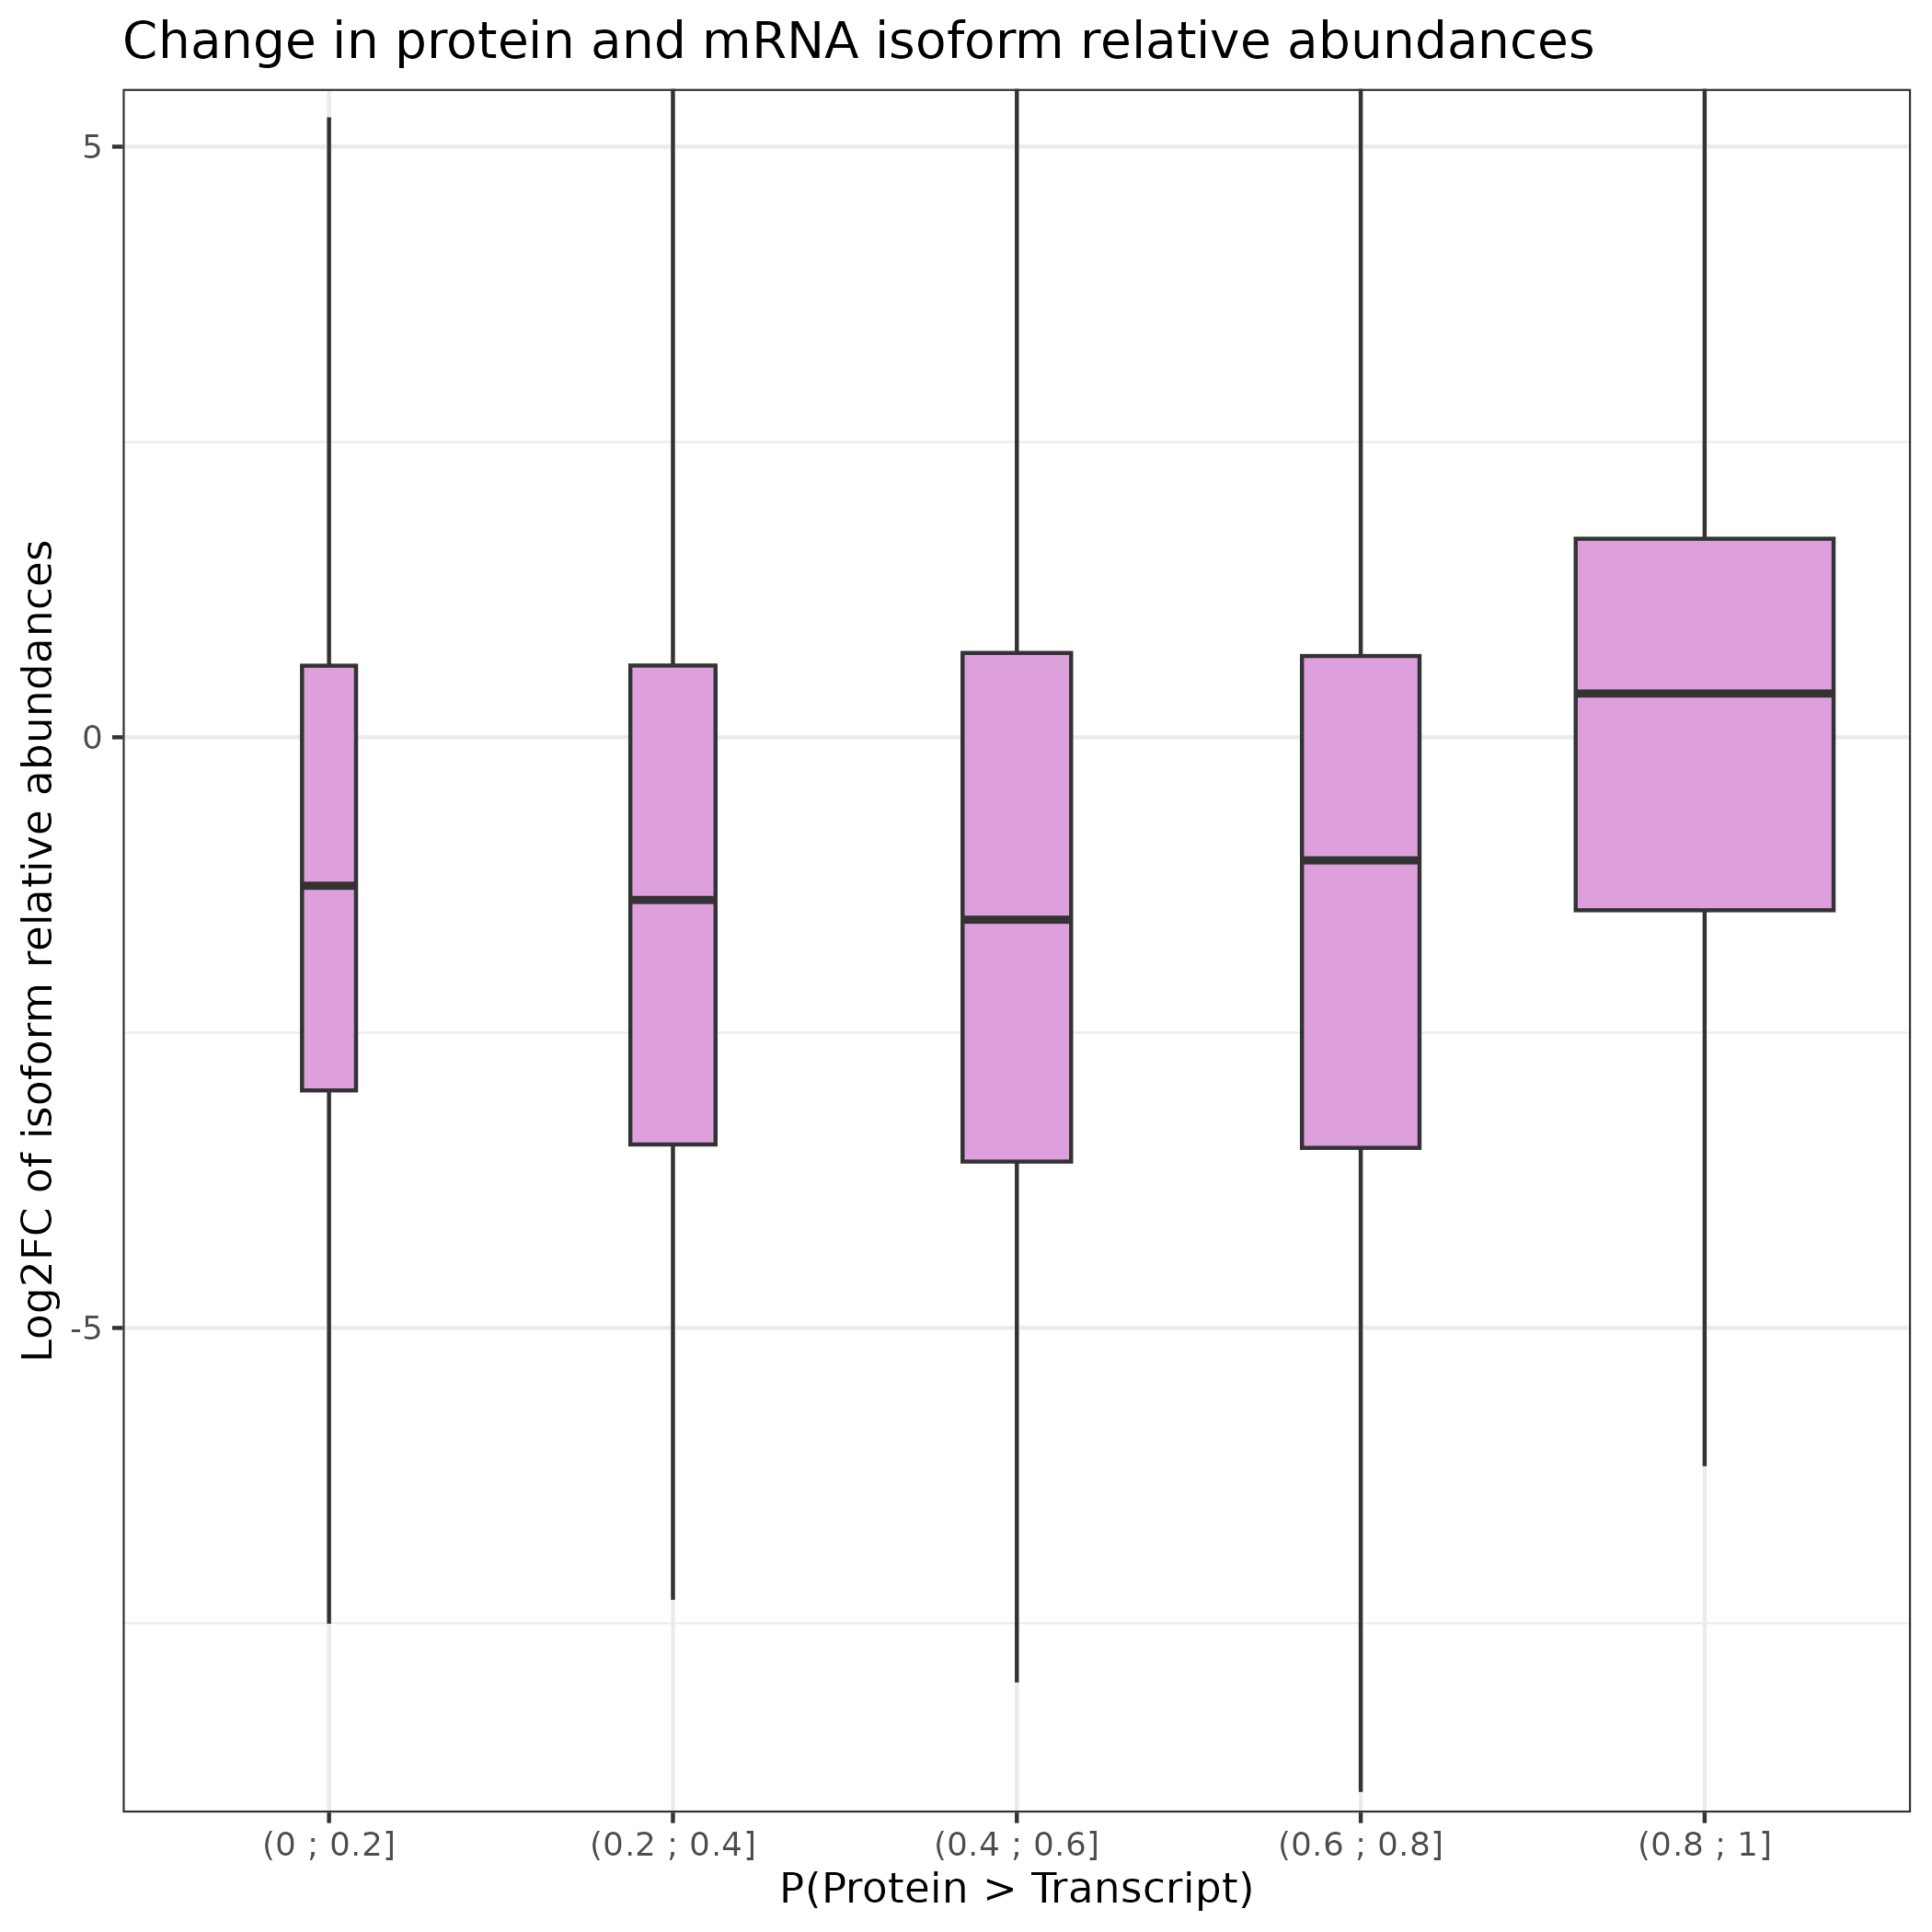 Change in protein and mRNA isoform relative abundances
Log2FC of isoform relative abundances
5
0
-5
(0 ; 0.2]
(0.2 ; 0.4]
(0.4 ; 0.6]
(0.6 ; 0.8]
(0.8 ; 1]
P(Protein > Transcript)